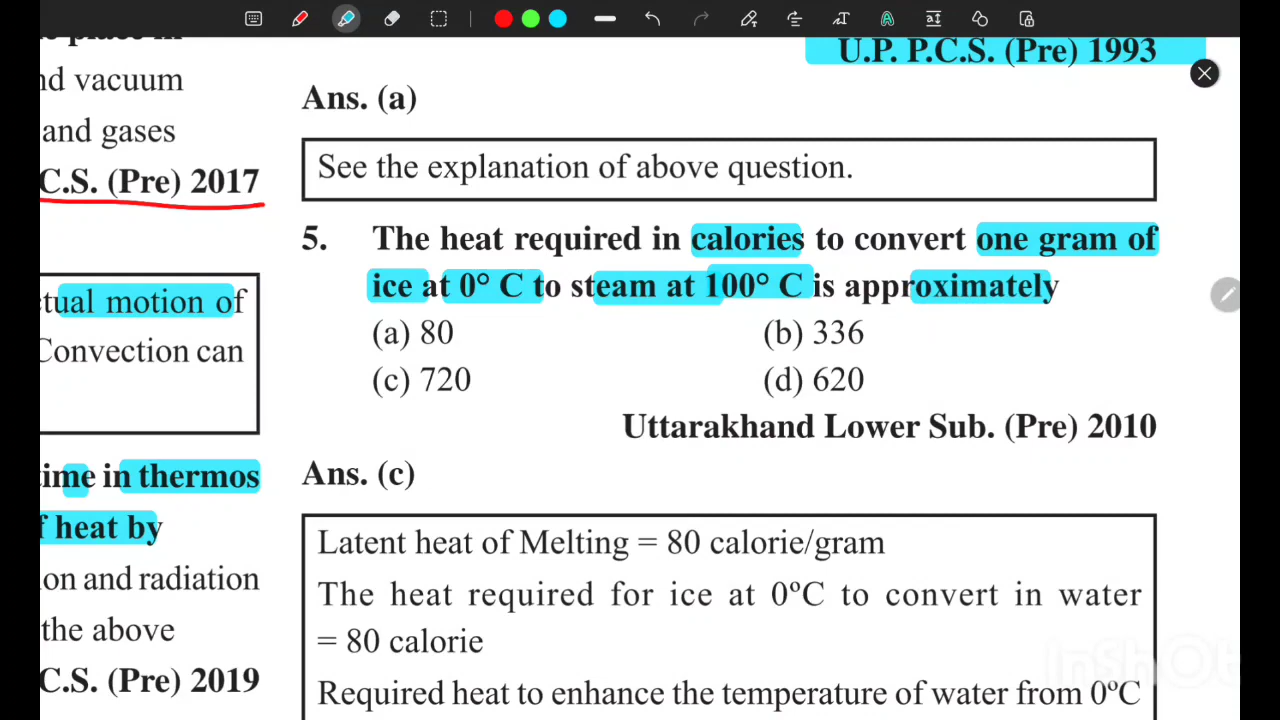 nd vacuum
and gases
C.S. (Pre) 2017
tual motion of
Convection can
ime in thermos
f heat by
on and radiation
the above
C.S. (Pre) 2019
U.P. P.C.S. (Pre) 1993
Ans. (a)
See the explanation of above question.
5. The heat required in calories to convert one gram of
ice at 0° C to steam at 100° C is approximately
(a) 80 (b) 336
(c) 720 (d) 620
Uttarakhand Lower Sub. (Pre) 2010
Ans. (c)
Latent heat of Melting = 80 calorie/gram
The heat required for ice at 0ºC to convert in water
= 80 calorie
Required heat to enhance the temperature of water from 0ºC
InShOt